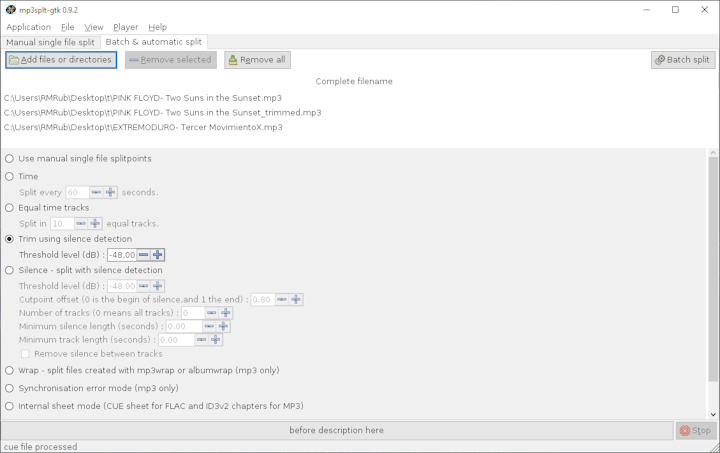 mp3splt-gtk 0.9.2
Application File View Player Help
Manual single file split Batch & automatic split
Add files or directories Remove selected Remove all Batch split
Complete filename
C:\Users\RMRub\Desktop\t\PINK FLOYD- Two Suns in the Sunset.mp3
C:\Users\RMRub\Desktop\t\PINK FLOYD- Two Suns in the Sunset_trimmed.mp3
C:\Users\RMRub\Desktop\t\EXTREMODURO- Tercer MovimientoX.mp3
Use manual single file splitpoints
Time
Split every 60 seconds.
Equal time tracks
Split in 10 equal tracks.
Trim using silence detection
Threshold level (dB) : -48.00
Silence - split with silence detection
Threshold level (dB) : -48.00
Cutpoint offset (0 is the begin of silence,and 1 the end) : 0.80
Number of tracks (0 means all tracks) : 0
Minimum silence length (seconds) : 0.00
Minimum track length (seconds) : 0.00
Remove silence between tracks
Wrap - split files created with mp3wrap or albumwrap (mp3 only)
Synchronisation error mode (mp3 only)
Internal sheet mode (CUE sheet for FLAC and ID3v2 chapters for MP3)
before description here Stop
cue file processed